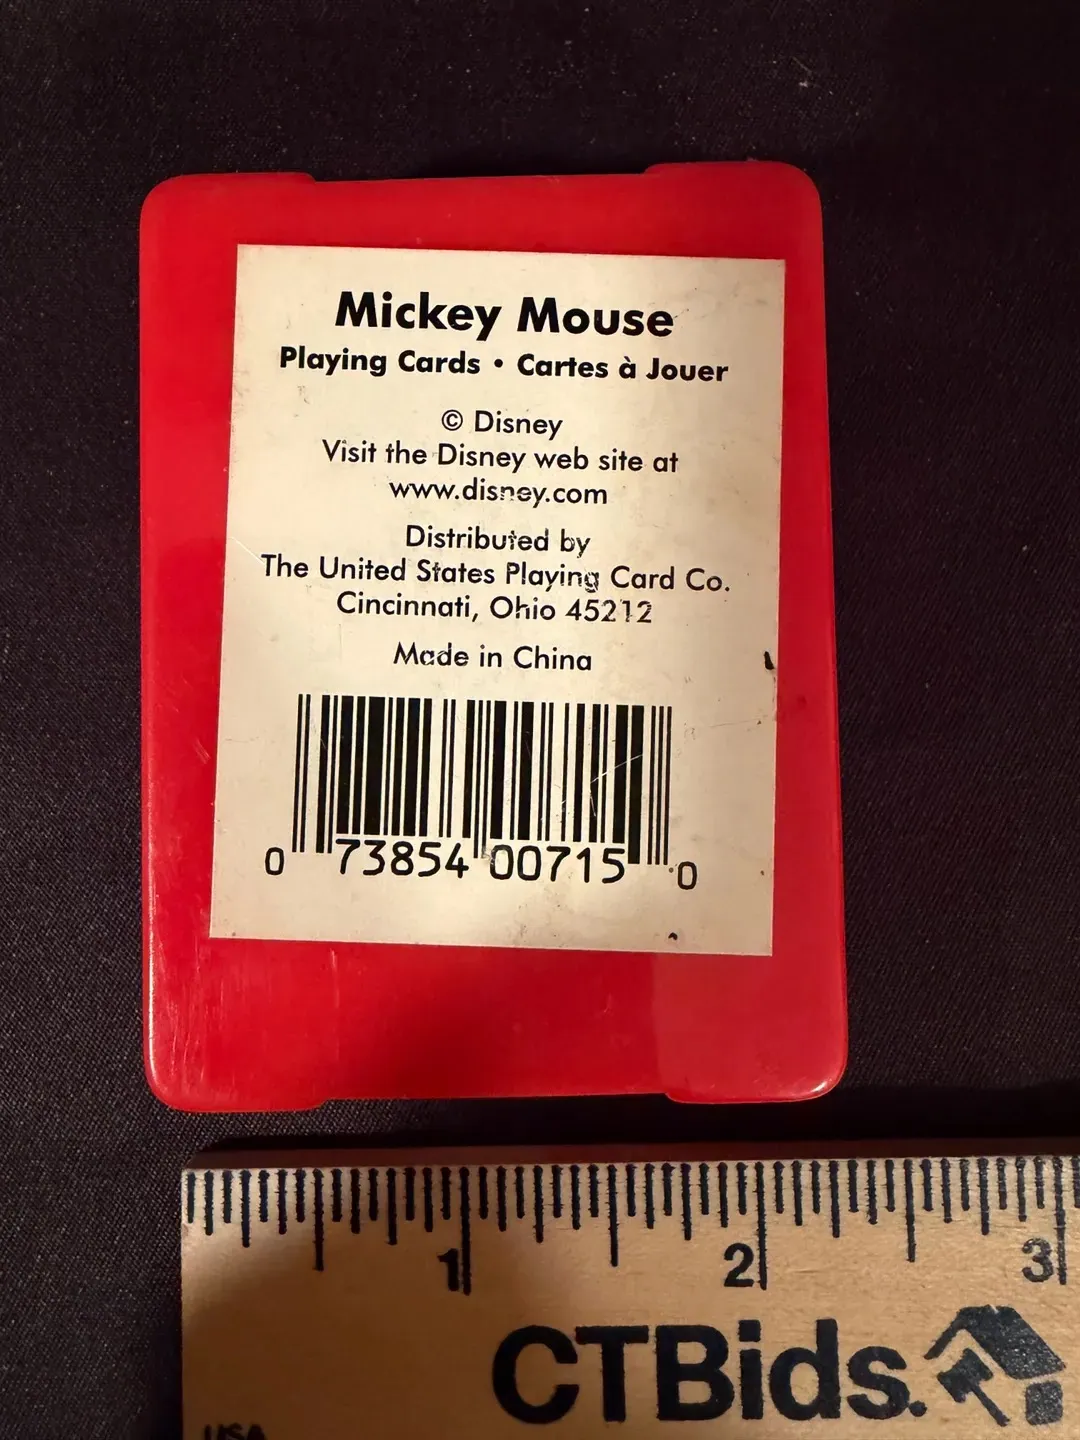 Mickey Mouse
Playing Cards • Cartes à Jouer
© Disney
Visit the Disney web site at
www.disney.com
Distributed by
The United States Playing Card Co.
Cincinnati, Ohio 45212
Made in China
0 73854 00715 0
1 2 3
CTBids.
USA